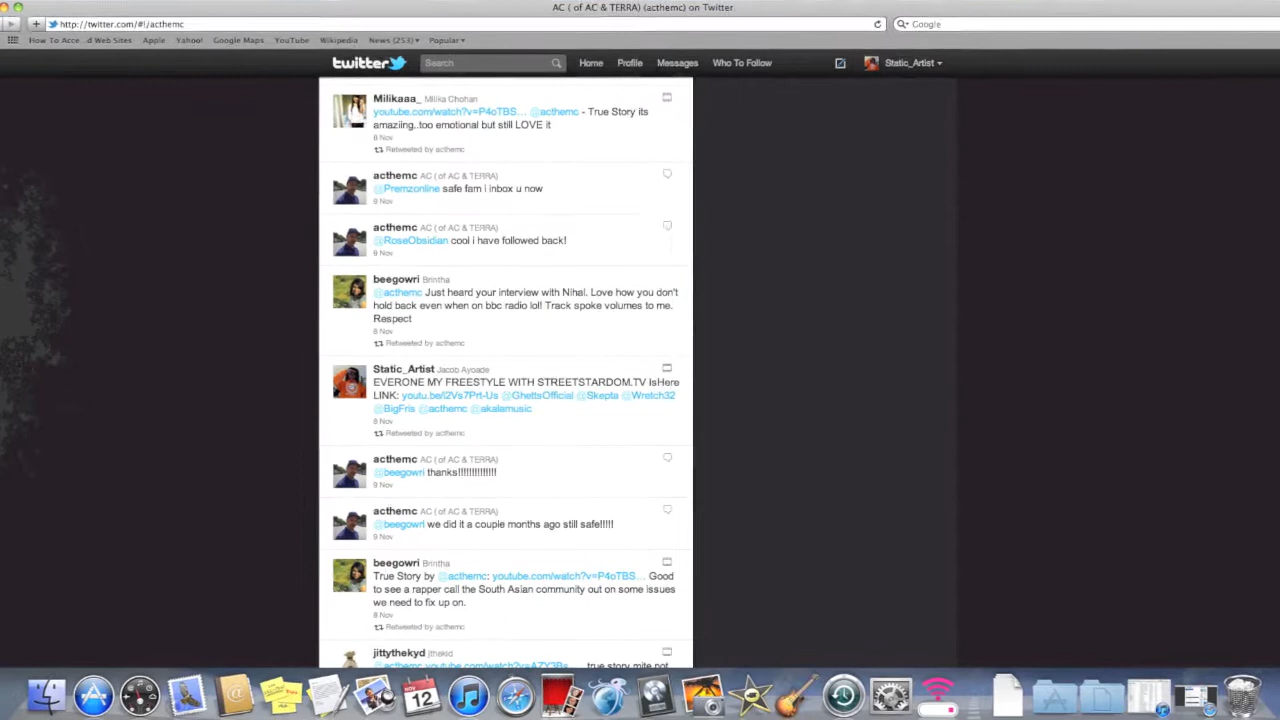 AC ( of AC & TERRA) (acthemc) on Twitter
http://twitter.com/#!/acthemc
Google
How To Acce...d Web Sites Apple Yahoo! Google Maps YouTube Wikipedia News (253) Popular
twitter Search Home Profile Messages Who To Follow Static_Artist
Milikaaa_ Milika Chohan
youtube.com/watch?v=P4oTBS... @acthemc - True Story its
amaziing..too emotional but still LOVE it
8 Nov
Retweeted by acthemc
acthemc AC ( of AC & TERRA)
@Premzonline safe fam i inbox u now
9 Nov
acthemc AC ( of AC & TERRA)
@RoseObsidian cool i have followed back!
9 Nov
beegowri Brintha
@acthemc Just heard your interview with Nihal. Love how you don't
hold back even when on bbc radio lol! Track spoke volumes to me.
Respect
8 Nov
Retweeted by acthemc
Static_Artist Jacob Ayoade
EVERONE MY FREESTYLE WITH STREETSTARDOM.TV IsHere
LINK: youtu.be/i2Vs7Prt-Us @GhettsOfficial @Skepta @Wretch32
@BigFris @acthemc @akalamusic
8 Nov
Retweeted by acthemc
acthemc AC ( of AC & TERRA)
@beegowri thanks!!!!!!!!!!!!!!
9 Nov
acthemc AC ( of AC & TERRA)
@beegowri we did it a couple months ago still safe!!!!!
9 Nov
beegowri Brintha
True Story by @acthemc: youtube.com/watch?v=P4oTBS... Good
to see a rapper call the South Asian community out on some issues
we need to fix up on.
8 Nov
Retweeted by acthemc
jittythekyd jthekid
@acthemc youtube.com/watch?v=AZY3Bs... true story mite not
12